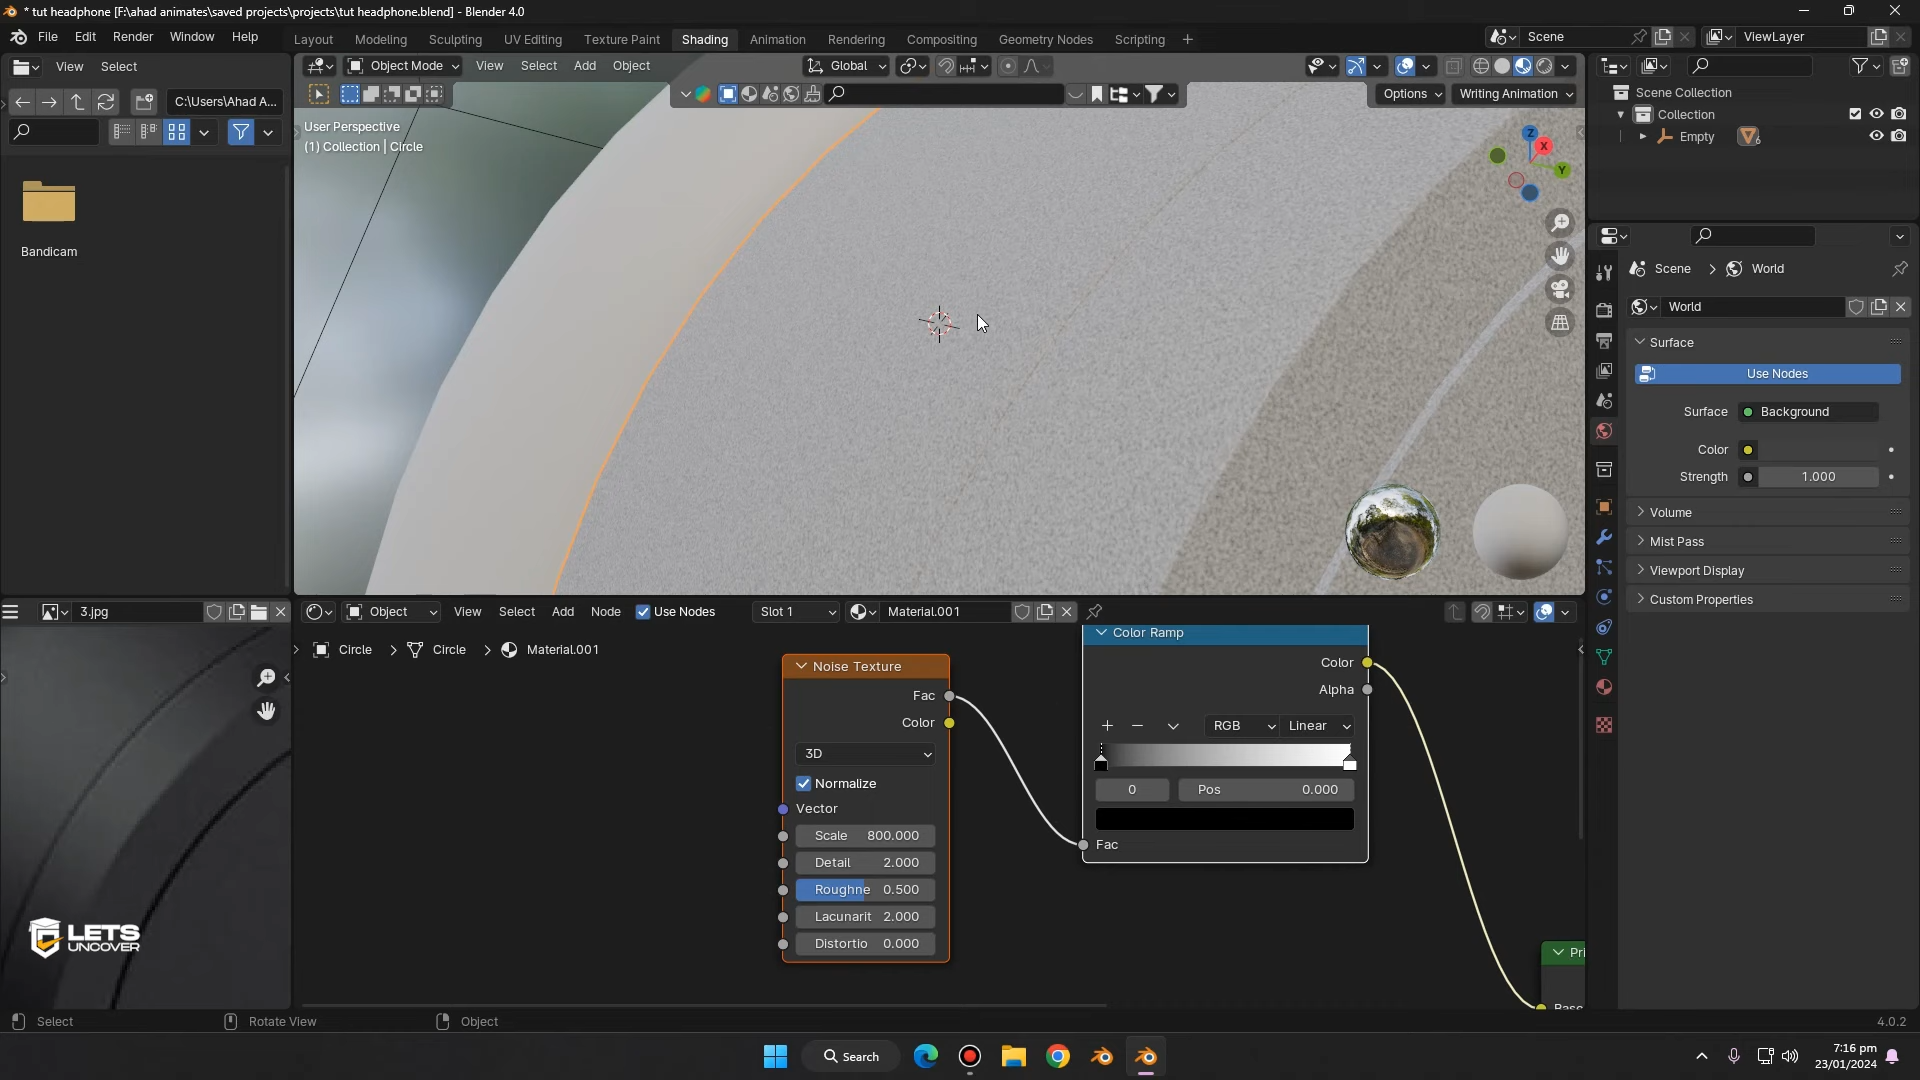 * tut headphone [F:\ahad animates\saved projects\projects\tut headphone.blend] - Blender 4.0
File Edit Render Window Help
Layout Modeling Sculpting UV Editing Texture Paint Shading Animation Rendering Compositing Geometry Nodes Scripting +
Scene
ViewLayer
View Select
Object Mode View Select Add Object
Global
C:\Users\Ahad A...
Options Writing Animation
User Perspective
(1) Collection | Circle
Bandicam
Z
X
Y
Scene Collection
Collection
Empty
6
Scene > World
World
Surface
Use Nodes
Surface Background
Color
Strength 1.000
Volume
Mist Pass
Viewport Display
Custom Properties
3.jpg
Object View Select Add Node Use Nodes Slot 1 Material.001
Circle > Circle > Material.001
Noise Texture
Fac
Color
3D
Normalize
Vector
Scale 800.000
Detail 2.000
Roughne 0.500
Lacunarit 2.000
Distortio 0.000
Color Ramp
Color
Alpha
RGB Linear
0 Pos 0.000
Fac
Pri
Base
LETS
UNCOVER
Select
Rotate View
Object
4.0.2
Search
7:16 pm
23/01/2024